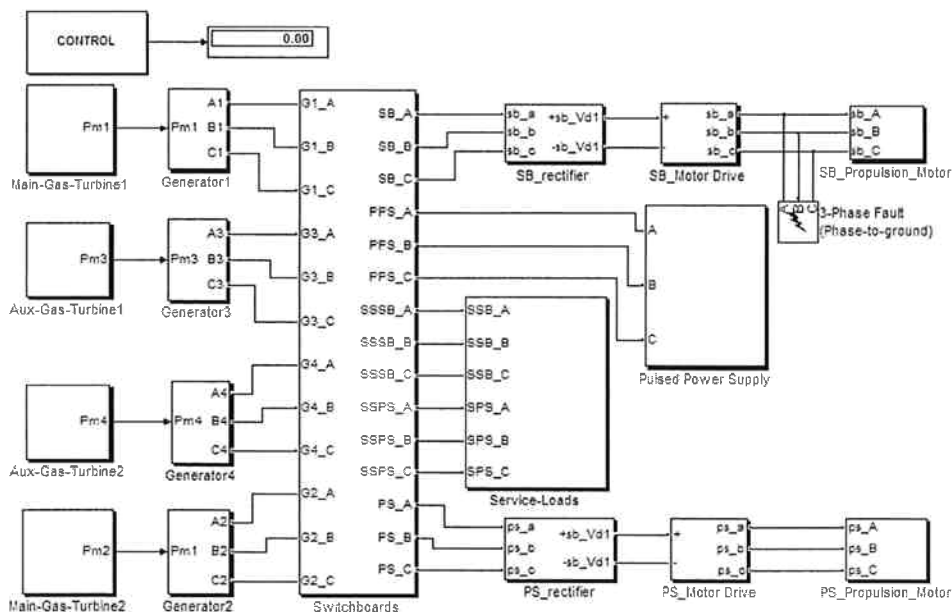 CONTROL
0.00
Pm1
Main-Gas-Turbine1
Pm1
A1
B1
C1
Generator1
Pm3
Aux-Gas-Turbine1
Pm3
A3
B3
C3
Generator3
Pm4
Aux-Gas-Turbine2
Pm4
A4
B4
C4
Generator4
Pm2
Main-Gas-Turbine2
Pm1
A2
B2
C2
Generator2
G1_A
G1_B
G1_C
G3_A
G3_B
G3_C
G4_A
G4_B
G4_C
G2_A
G2_B
G2_C
SB_A
SB_B
SB_C
PFS_A
PFS_B
PFS_C
SSSB_A
SSSB_B
SSSB_C
SSPS_A
SSPS_B
SSPS_C
PS_A
PS_B
PS_C
Switchboards
sb_a
sb_b
sb_c
+sb_Vd1
-sb_Vd1
SB_rectifier
+
-
sb_a
sb_b
sb_c
SB_Motor Drive
sb_A
sb_B
sb_C
SB_Propulsion_Motor
A
B
C
3-Phase Fault
(Phase-to-ground)
A
B
C
Pulsed Power Supply
SSB_A
SSB_B
SSB_C
SPS_A
SPS_B
SPS_C
Service-Loads
ps_a
ps_b
ps_c
+sb_Vd1
-sb_Vd1
PS_rectifier
+
-
ps_a
ps_b
ps_c
PS_Motor Drive
ps_A
ps_B
ps_C
PS_Propulsion_Motor